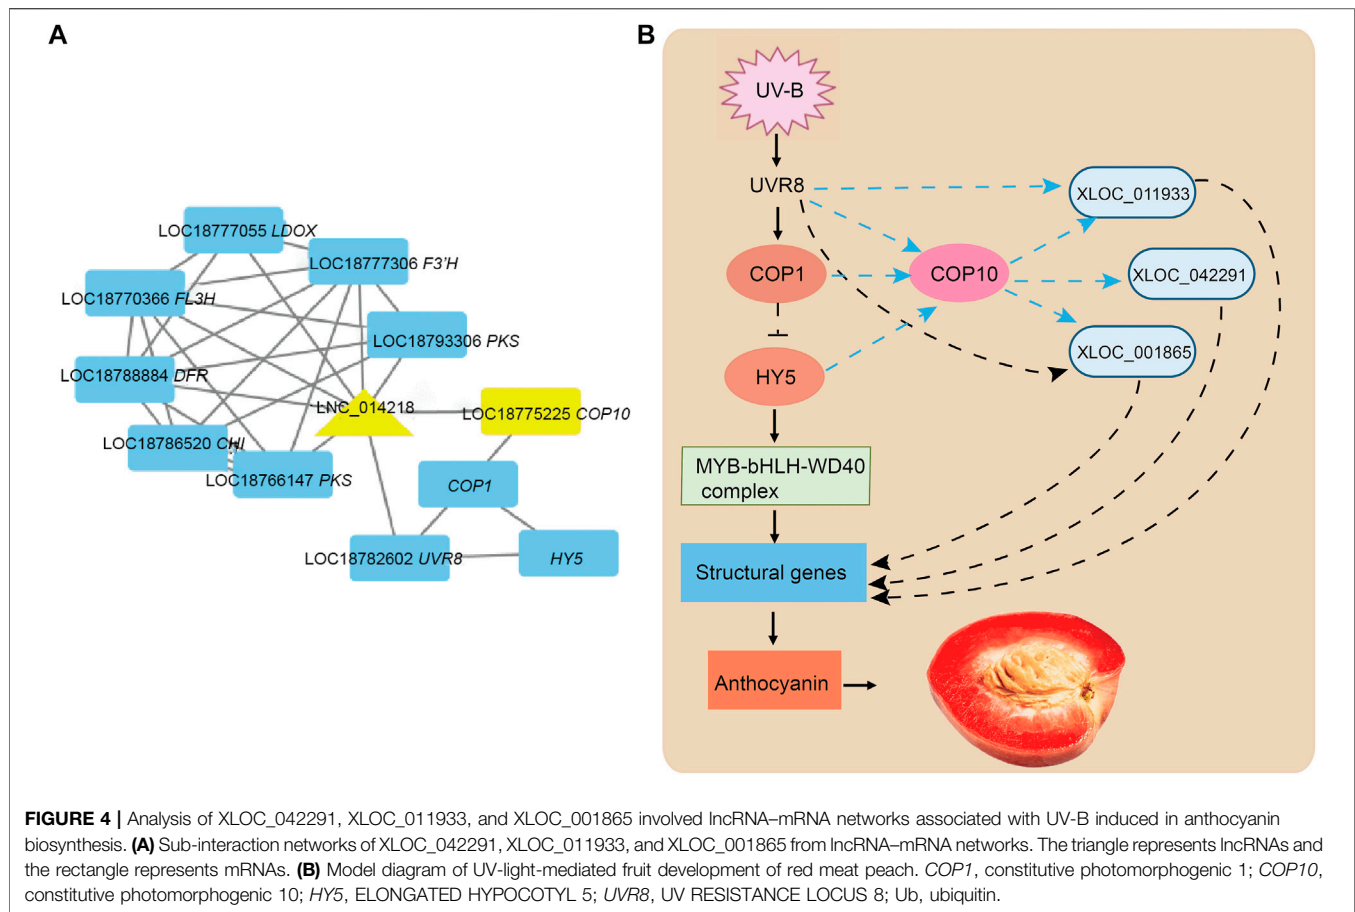 A
LOC18777055 LDOX
LOC18777306 F3'H
LOC18770366 FL3H
LOC18793306 PKS
LOC18788884 DFR
LNC_014218
LOC18775225 COP10
LOC18786520 CHI
LOC18766147 PKS
COP1
LOC18782602 UVR8
HY5
B
UV-B
UVR8
XLOC_011933
COP1
COP10
XLOC_042291
XLOC_001865
HY5
MYB-bHLH-WD40
complex
Structural genes
Anthocyanin
FIGURE 4 | Analysis of XLOC_042291, XLOC_011933, and XLOC_001865 involved lncRNA–mRNA networks associated with UV-B induced in anthocyanin
biosynthesis. (A) Sub-interaction networks of XLOC_042291, XLOC_011933, and XLOC_001865 from lncRNA–mRNA networks. The triangle represents lncRNAs and
the rectangle represents mRNAs. (B) Model diagram of UV-light-mediated fruit development of red meat peach. COP1, constitutive photomorphogenic 1; COP10,
constitutive photomorphogenic 10; HY5, ELONGATED HYPOCOTYL 5; UVR8, UV RESISTANCE LOCUS 8; Ub, ubiquitin.